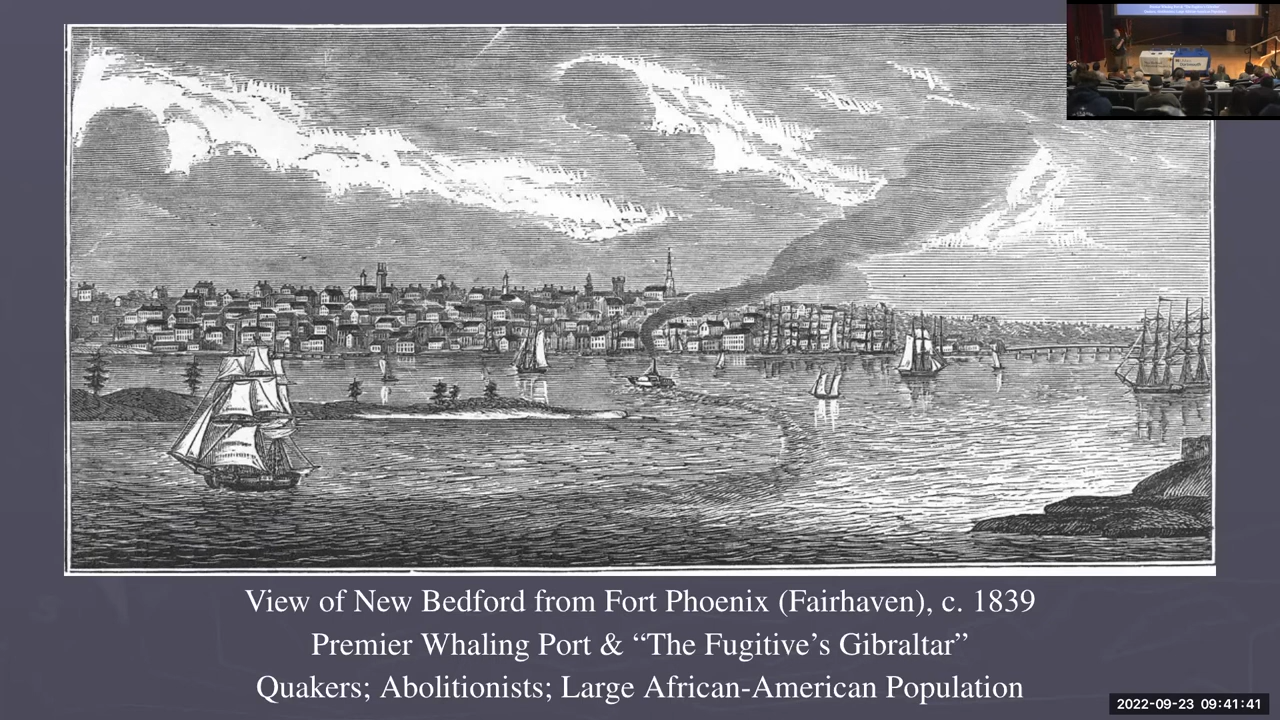 View of New Bedford from Fort Phoenix (Fairhaven), c. 1839
Premier Whaling Port & “The Fugitive’s Gibraltar”
Quakers; Abolitionists; Large African-American Population
2022-09-23 09:41:41